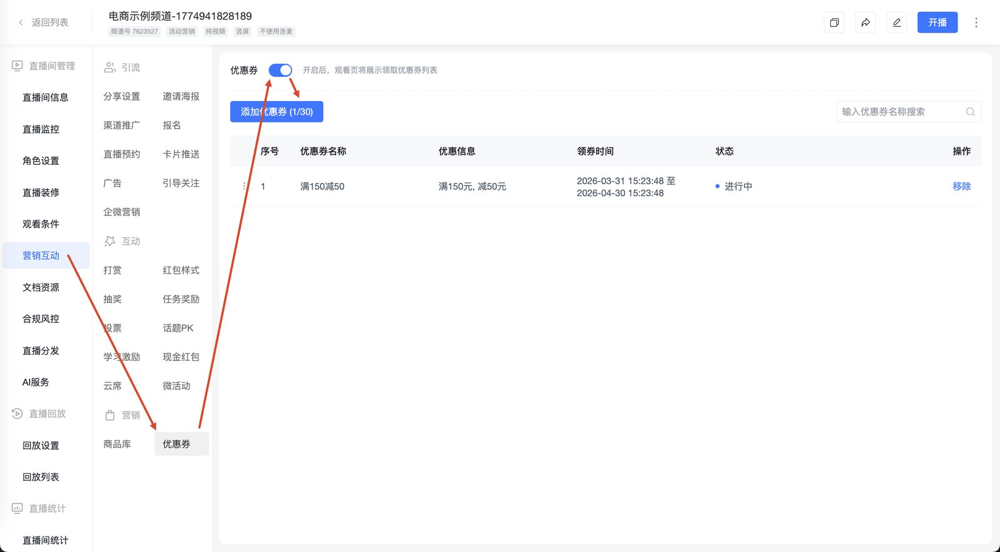 返回列表
电商示例频道-1774941828189
频道号 7623527 活动营销 纯视频 竖屏 不使用连麦
开播
直播间管理
直播间信息
直播监控
角色设置
直播装修
观看条件
营销互动
文档资源
合规风控
直播分发
AI服务
直播回放
回放设置
回放列表
直播统计
直播间统计
引流
分享设置 邀请海报
渠道推广 报名
直播预约 卡片推送
广告 引导关注
企微营销
互动
打赏 红包样式
抽奖 任务奖励
投票 话题PK
学习激励 现金红包
云席 微活动
营销
商品库 优惠券
优惠券 开启后，观看页将展示领取优惠券列表
添加优惠券 (1/30) 输入优惠券名称搜索
序号 优惠券名称 优惠信息 领券时间 状态 操作
1 满150减50 满150元, 减50元 2026-03-31 15:23:48 至 进行中 移除
2026-04-30 15:23:48